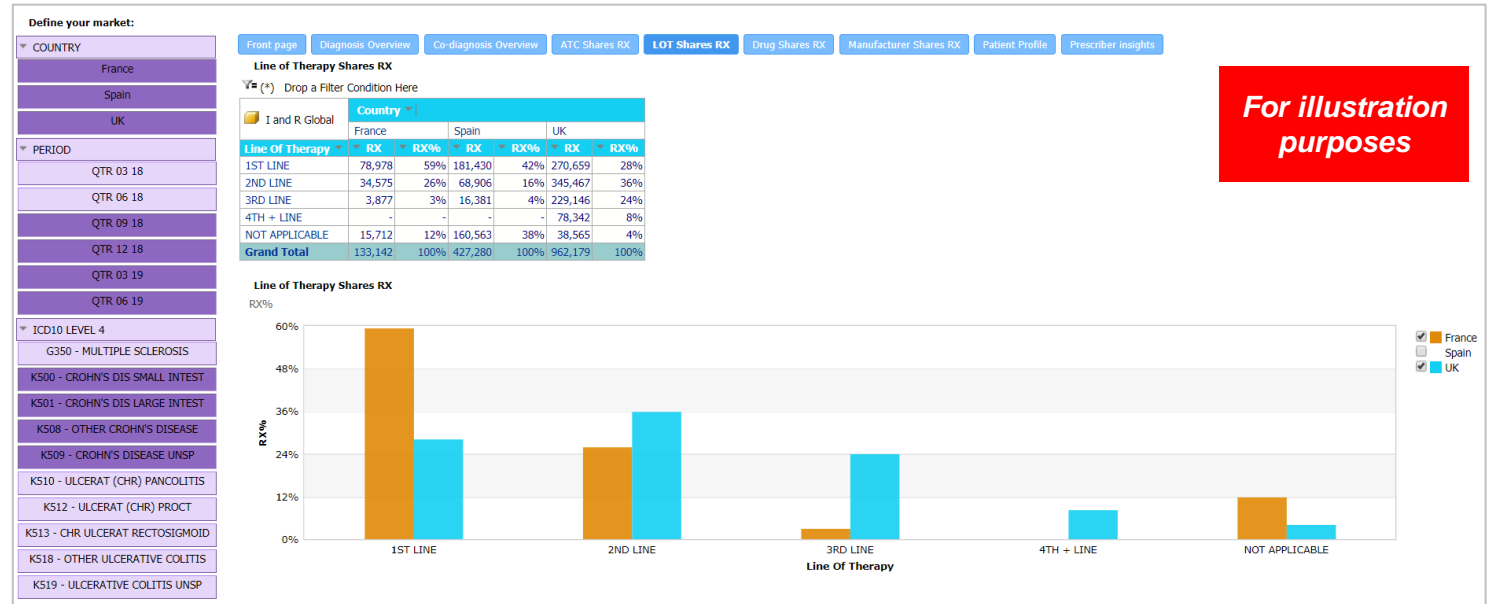 Define your market:
COUNTRY
France
Spain
UK
PERIOD
QTR 03 18
QTR 06 18
QTR 09 18
QTR 12 18
QTR 03 19
QTR 06 19
ICD10 LEVEL 4
G350 - MULTIPLE SCLEROSIS
K500 - CROHN'S DIS SMALL INTEST
K501 - CROHN'S DIS LARGE INTEST
K508 - OTHER CROHN'S DISEASE
K509 - CROHN'S DISEASE UNSP
K510 - ULCERAT (CHR) PANCOLITIS
K512 - ULCERAT (CHR) PROCT
K513 - CHR ULCERAT RECTOSIGMOID
K518 - OTHER ULCERATIVE COLITIS
K519 - ULCERATIVE COLITIS UNSP
Front page Diagnosis Overview Co-diagnosis Overview ATC Shares RX LOT Shares RX Drug Shares RX Manufacturer Shares RX Patient Profile Prescriber insights
Line of Therapy Shares RX
(*) Drop a Filter Condition Here
I and R Global Country
France Spain UK
Line Of Therapy RX RX% RX RX% RX RX%
1ST LINE 78,978 59% 181,430 42% 270,659 28%
2ND LINE 34,575 26% 68,906 16% 345,467 36%
3RD LINE 3,877 3% 16,381 4% 229,146 24%
4TH + LINE - - - - 78,342 8%
NOT APPLICABLE 15,712 12% 160,563 38% 38,565 4%
Grand Total 133,142 100% 427,280 100% 962,179 100%
For illustration
purposes
Line of Therapy Shares RX
RX%
60%
48%
36%
24%
12%
0%
RX%
1ST LINE 2ND LINE 3RD LINE 4TH + LINE NOT APPLICABLE
Line Of Therapy
France
Spain
UK